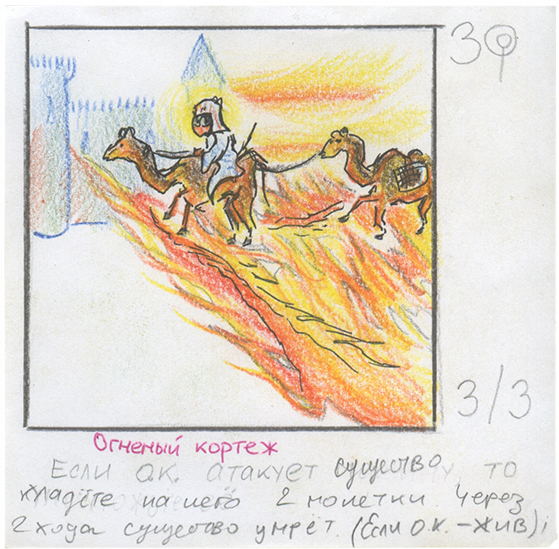 3
3/3
Огненый кортеж
Если О.К. атакует существо, то
кладёте на него 2 монетки. Через
2 хода существо умрёт. (Если О.К. - жив)